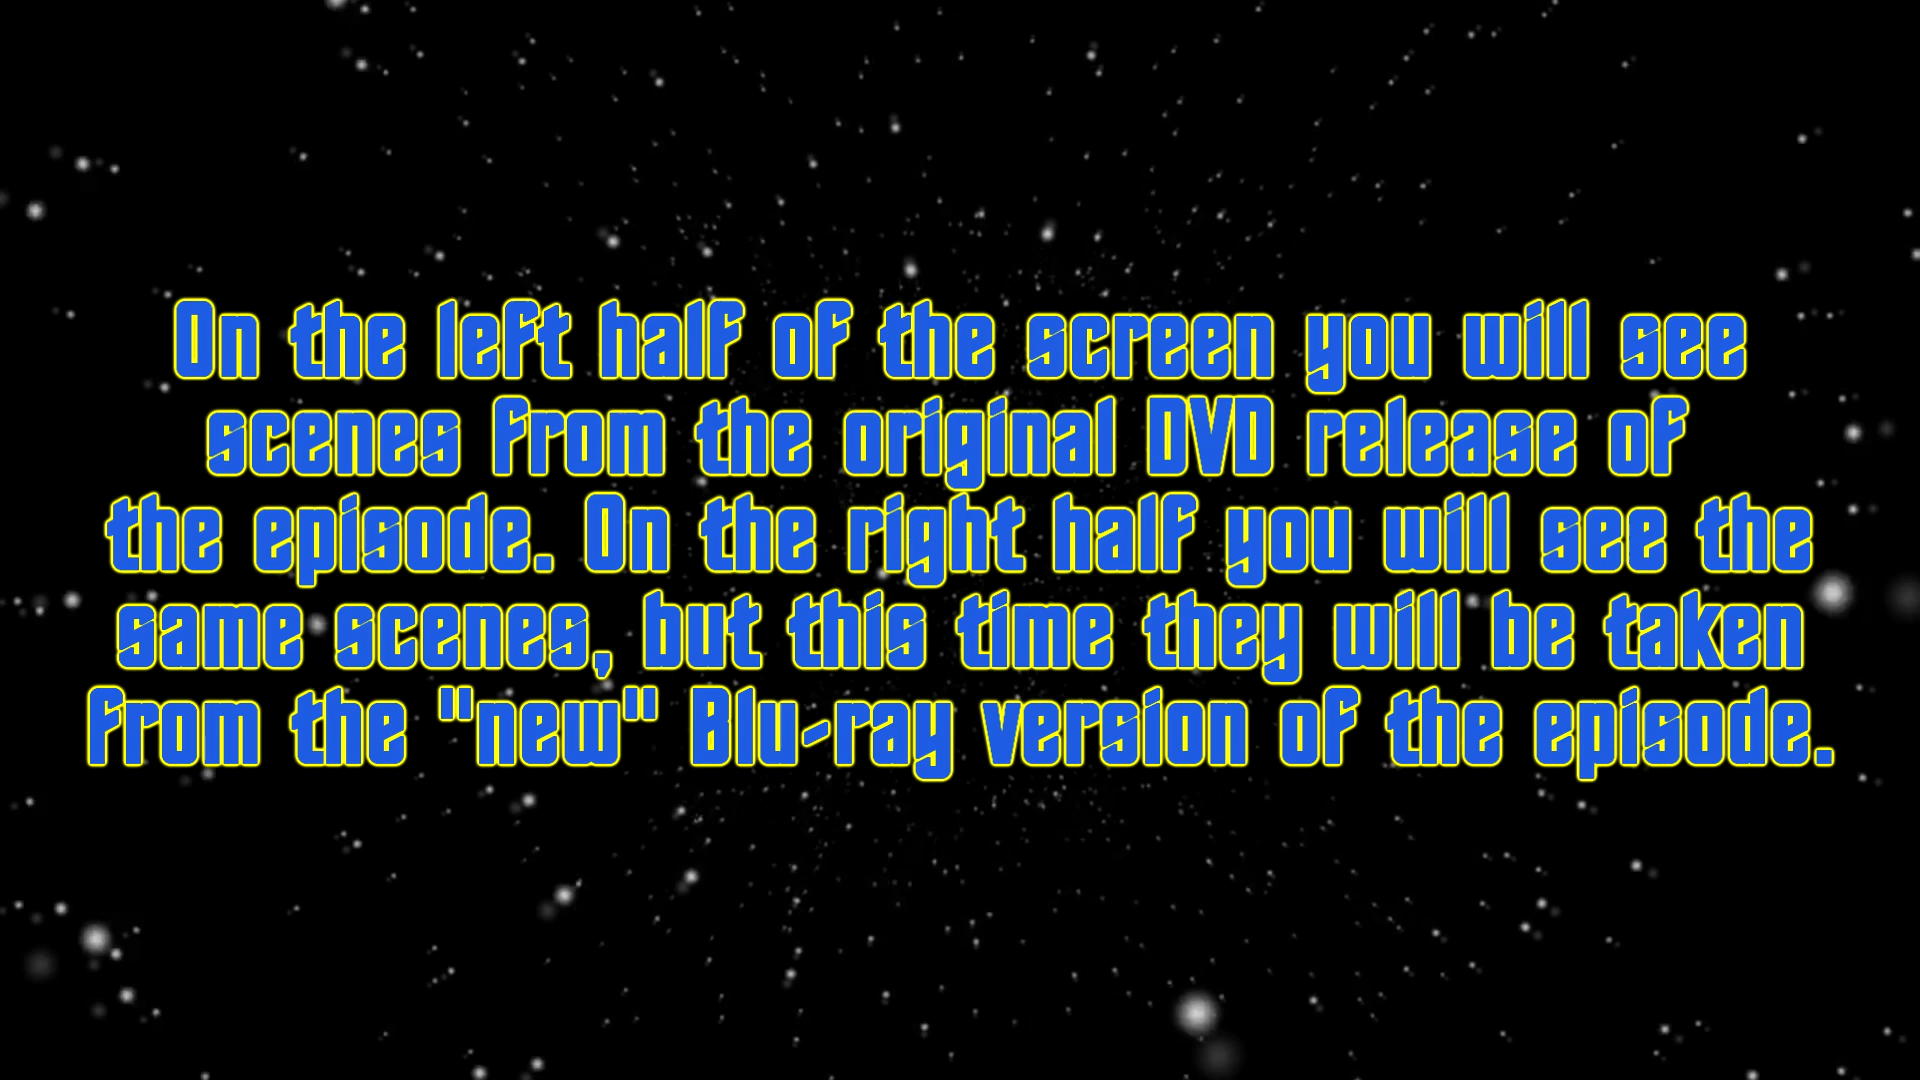 On the left half of the screen you will see
scenes from the original DVD release of
the episode. On the right half you will see the
same scenes, but this time they will be taken
from the "new" Blu-ray version of the episode.